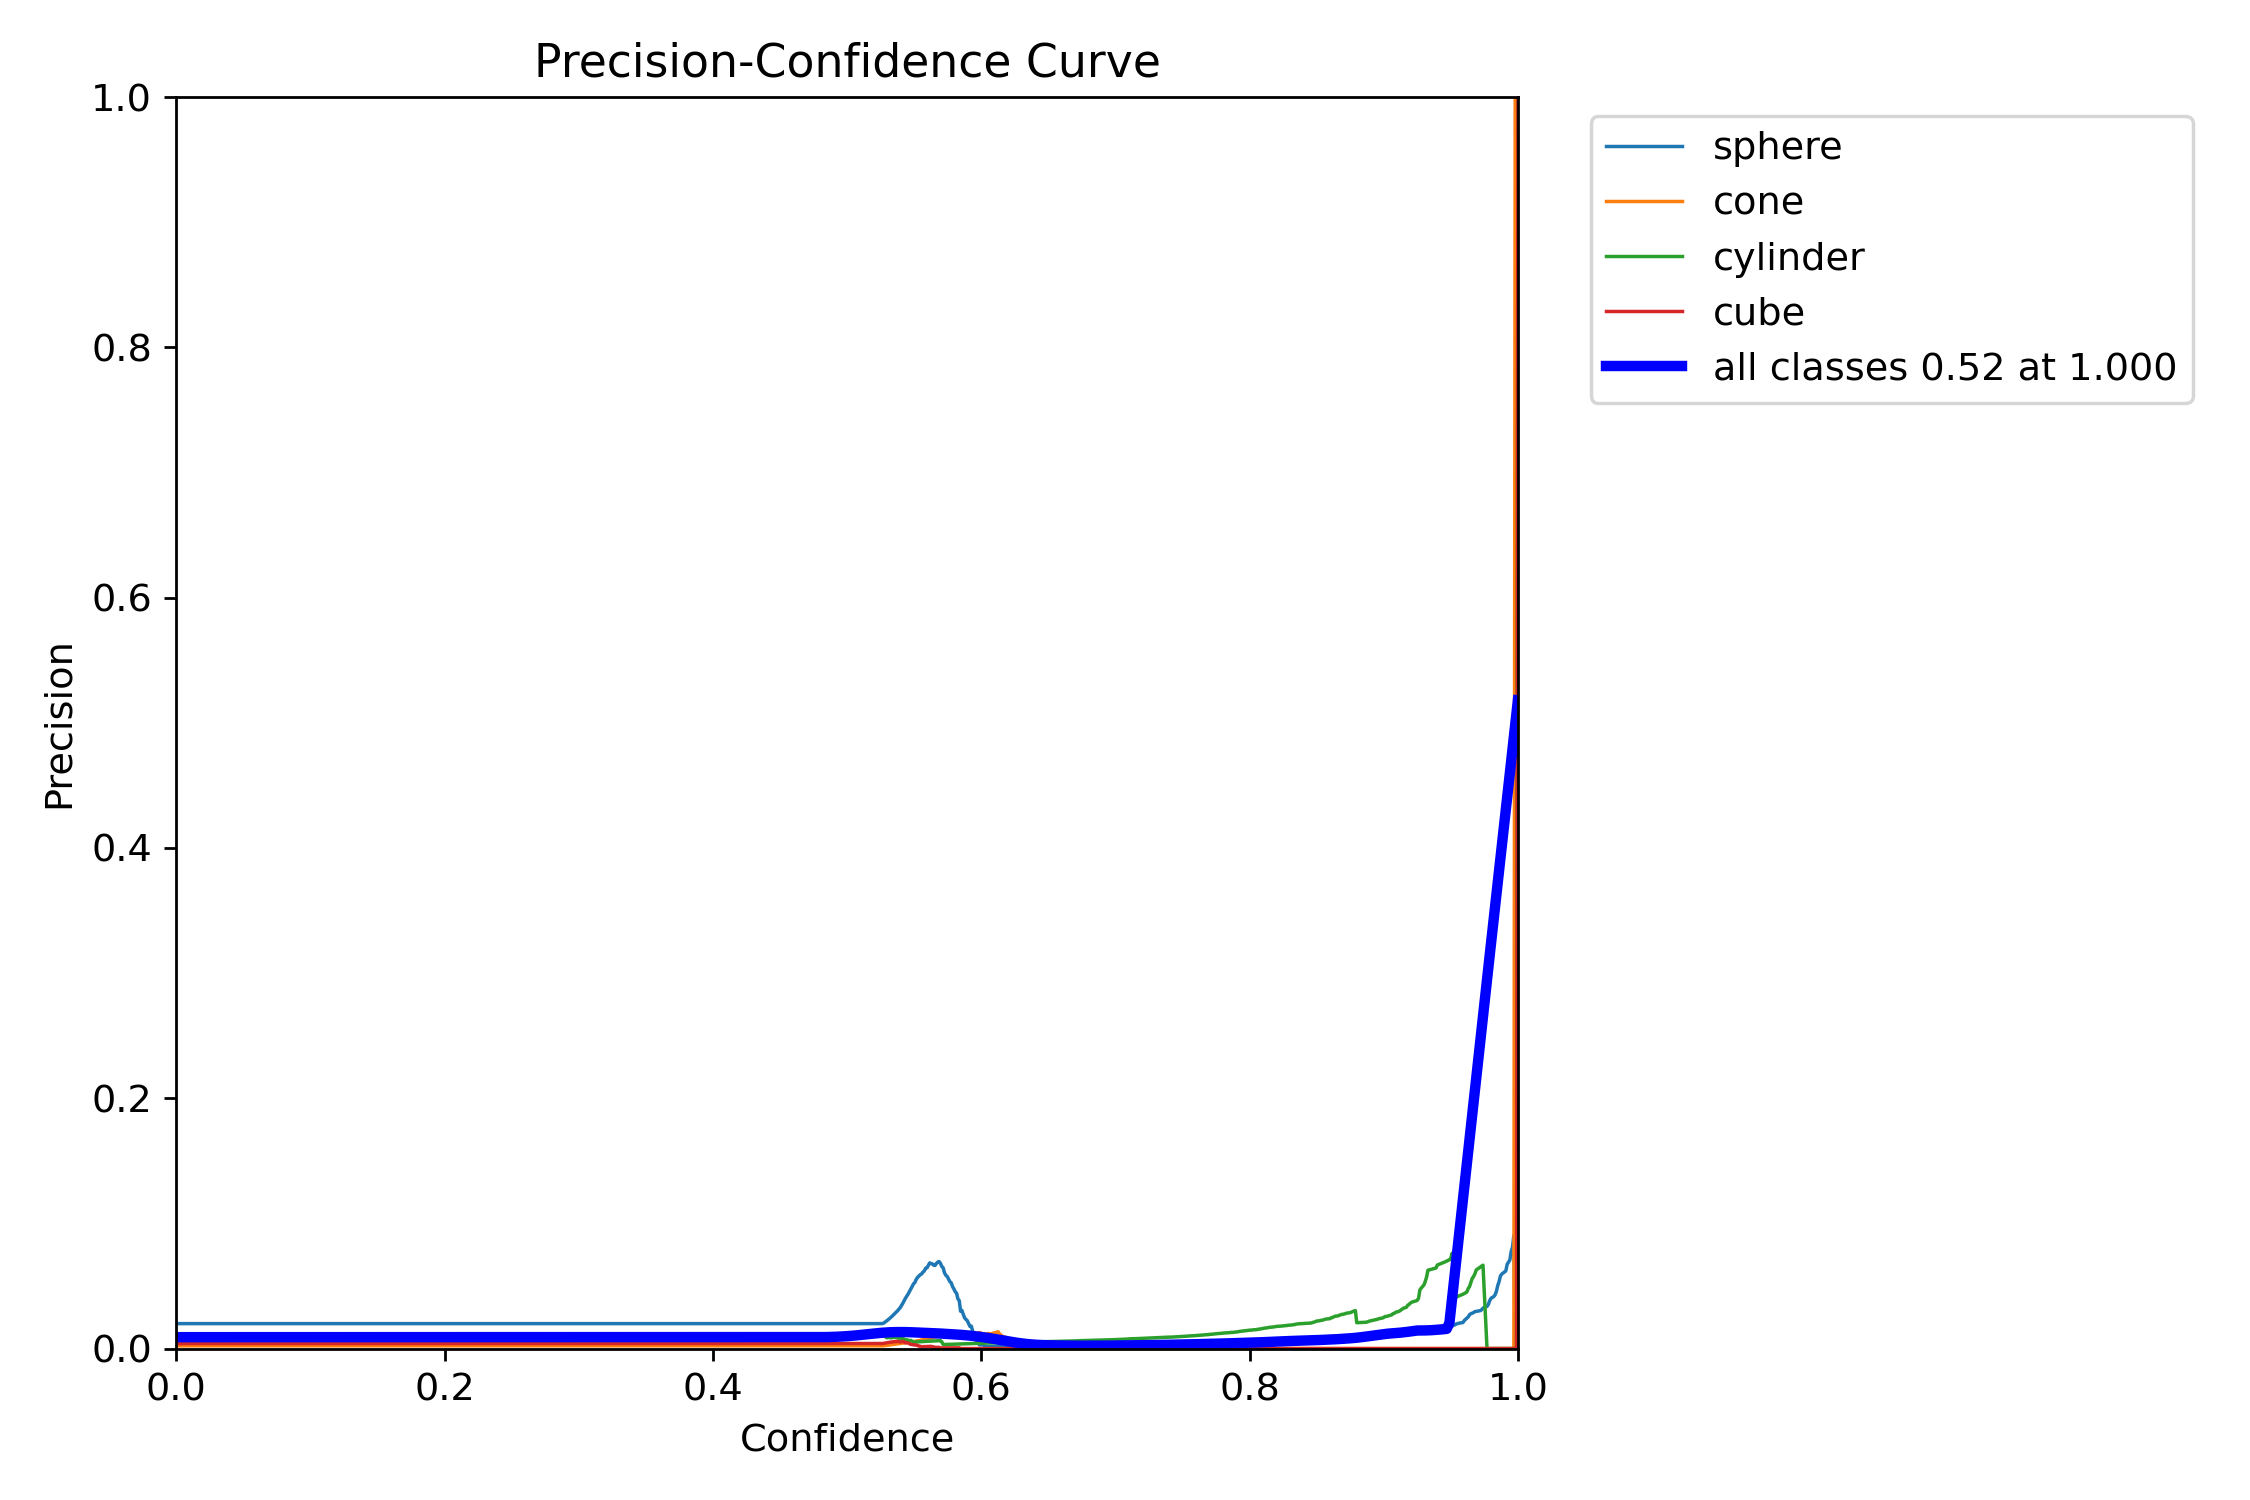 Precision-Confidence Curve
1.0
0.8
0.6
0.4
0.2
0.0
Precision
0.0 0.2 0.4 0.6 0.8 1.0
Confidence
sphere
cone
cylinder
cube
all classes 0.52 at 1.000